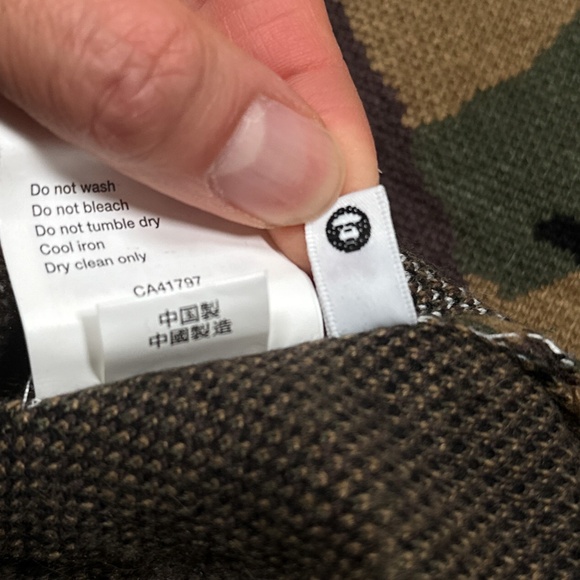 Do not wash
Do not bleach
Do not tumble dry
Cool iron
Dry clean only
CA41797
中国製
中國製造